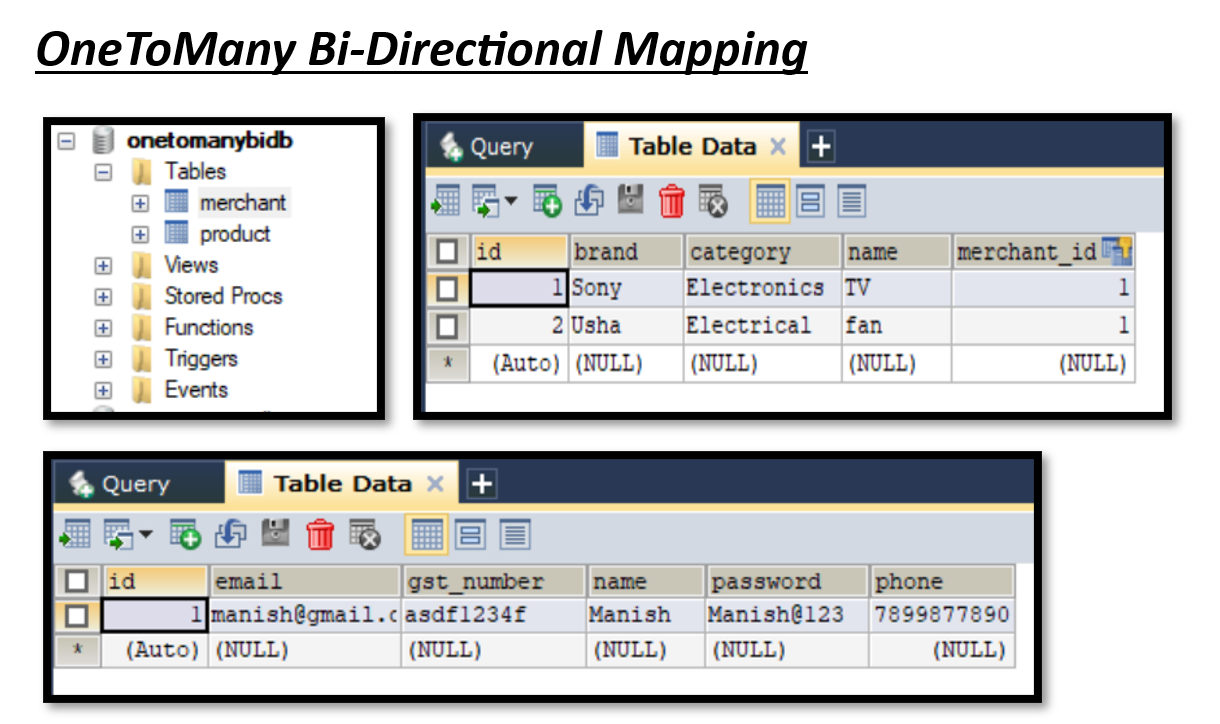 OneToMany Bi-Directional Mapping
onetomanybidb
Tables
merchant
product
Views
Stored Procs
Functions
Triggers
Events
Query Table Data
id brand category name merchant_id
1 Sony Electronics TV 1
2 Usha Electrical fan 1
* (Auto) (NULL) (NULL) (NULL) (NULL)
Query Table Data
id email gst_number name password phone
1 manish@gmail.c asdf1234f Manish Manish@123 7899877890
* (Auto) (NULL) (NULL) (NULL) (NULL) (NULL)